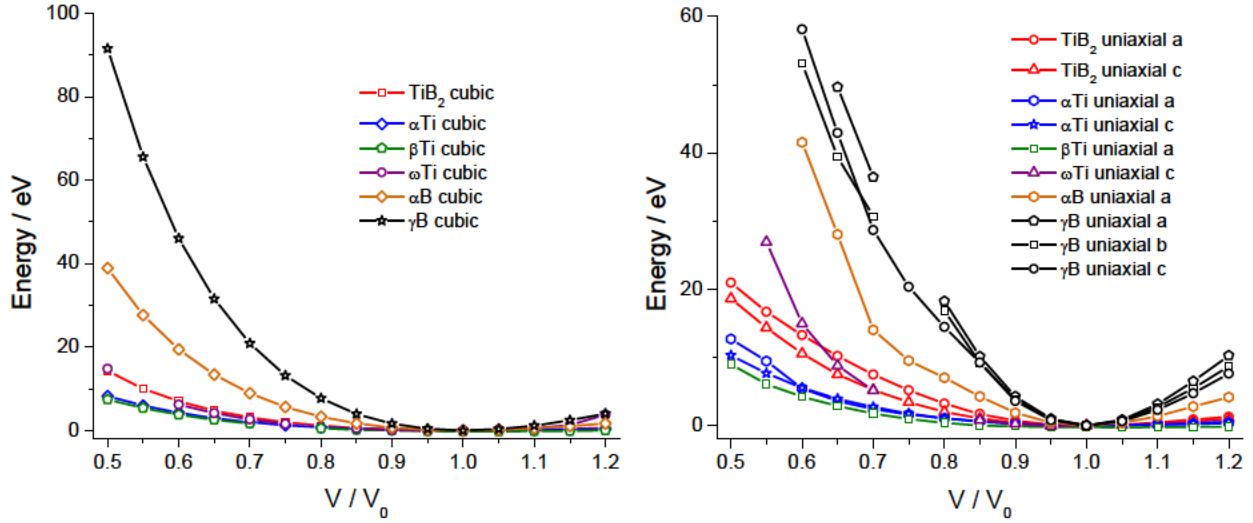 100
80
60
40
20
0
Energy / eV
TiB₂ cubic
αTi cubic
βTi cubic
ωTi cubic
αB cubic
γB cubic
0.5 0.6 0.7 0.8 0.9 1.0 1.1 1.2
V / V₀
60
40
20
0
Energy / eV
TiB₂ uniaxial a
TiB₂ uniaxial c
αTi uniaxial a
αTi uniaxial c
βTi uniaxial a
ωTi uniaxial c
αB uniaxial a
γB uniaxial a
γB uniaxial b
γB uniaxial c
0.5 0.6 0.7 0.8 0.9 1.0 1.1 1.2
V / V₀